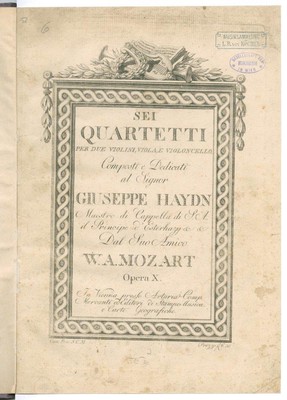 SEI
QUARTETTI
PER DUE VIOLINI, VIOLA, E VIOLONCELLO.
Composti e Dedicati
al Signor
GIUSEPPE HAYDN
Maestro di Cappella di S.A.
il Principe d'Esterhazy &c &c
Dal Suo Amico
W.A. MOZART
Opera X.
In Vienna presso Artaria Comp.
Mercanti ed Editori di Stampe Musica
e Carte Geografiche.